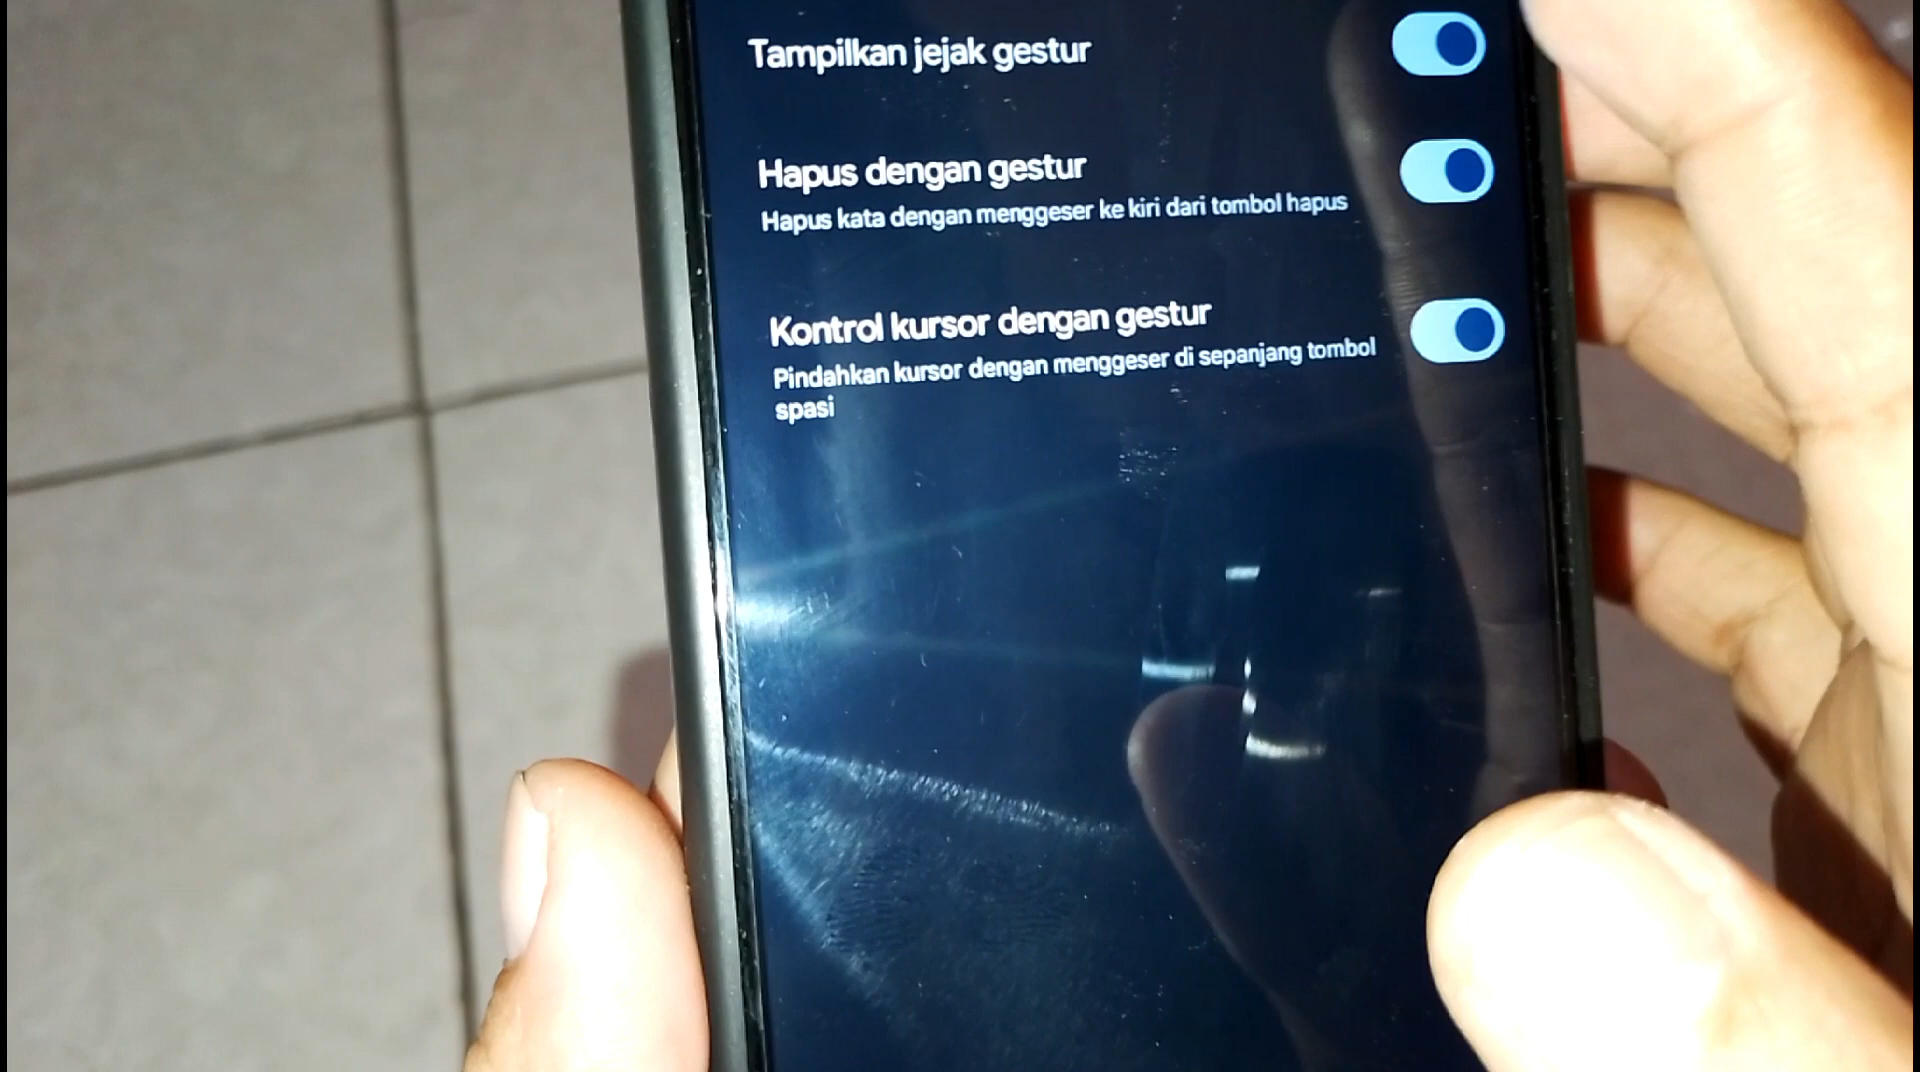 Tampilkan jejak gestur
Hapus dengan gestur
Hapus kata dengan menggeser ke kiri dari tombol hapus
Kontrol kursor dengan gestur
Pindahkan kursor dengan menggeser di sepanjang tombol
spasi